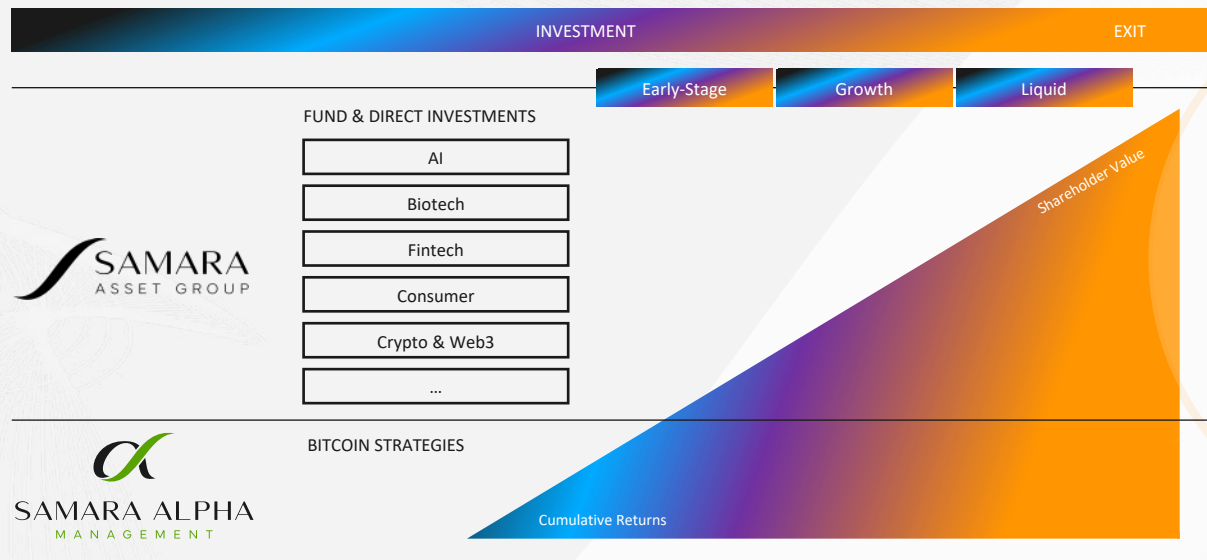 INVESTMENT
EXIT
Early-Stage
Growth
Liquid
FUND & DIRECT INVESTMENTS
AI
Biotech
Fintech
Consumer
Crypto & Web3
...
SAMARA
ASSET GROUP
Shareholder Value
BITCOIN STRATEGIES
SAMARA ALPHA
MANAGEMENT
Cumulative Returns